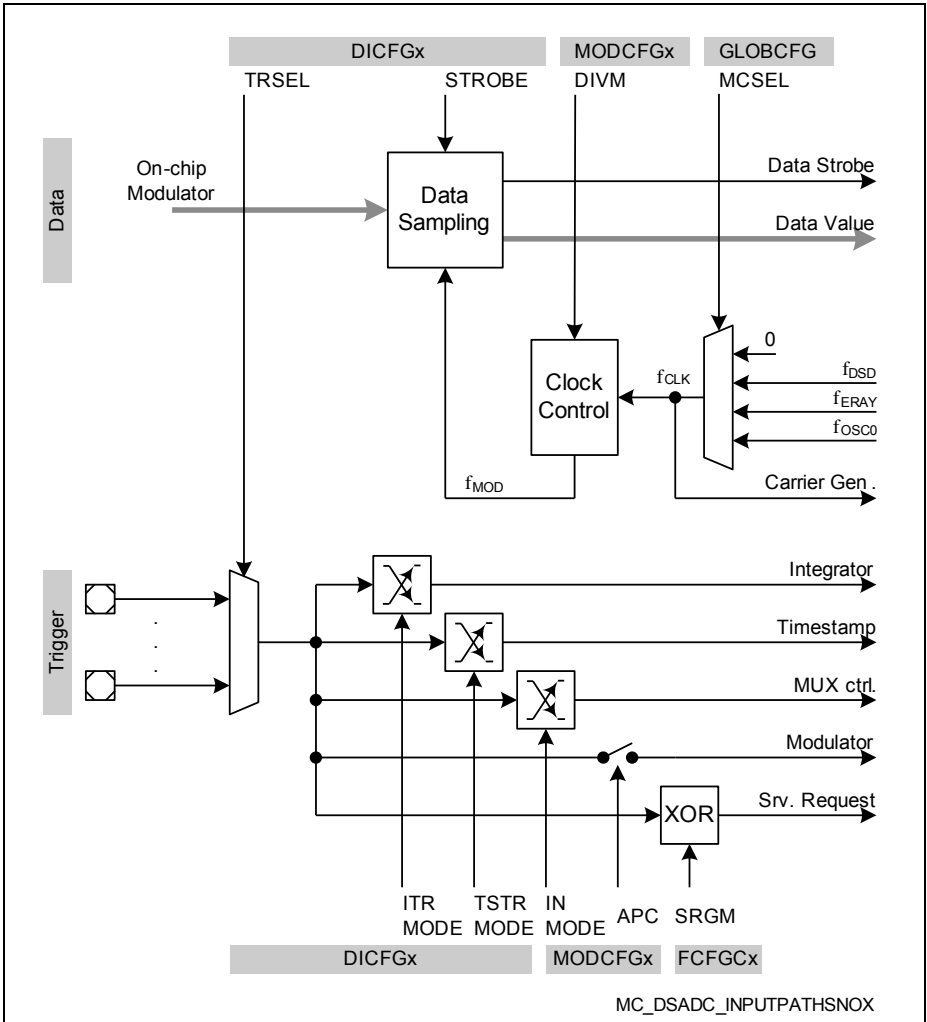 DICFGx MODCFGx GLOBCFG
TRSEL STROBE DIVM MCSEL
Data
On-chip
Modulator
Data
Sampling
Data Strobe
Data Value
Clock
Control
fCLK
0
fDSD
fERAY
fOSC0
fMOD
Carrier Gen .
Trigger
.
.
.
Integrator
Timestamp
MUX ctrl.
Modulator
XOR
Srv. Request
ITR
MODE
TSTR
MODE
IN
MODE
APC
SRGM
DICFGx MODCFGx FCFGCx
MC_DSADC_INPUTPATHSNOX